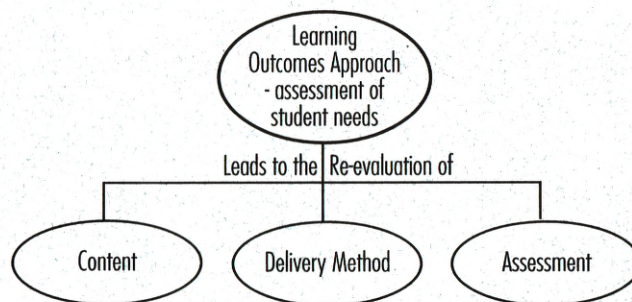 Learning
Outcomes Approach
- assessment of
student needs
Leads to the Re-evaluation of
Content
Delivery Method
Assessment